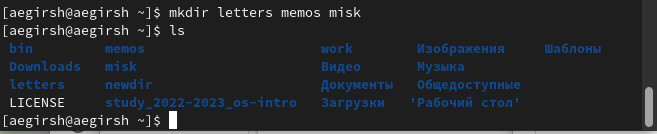 [aegirsh@aegirsh ~]$ mkdir letters memos misk
[aegirsh@aegirsh ~]$ ls
bin memos work Изображения Шаблоны
Downloads misk Видео Музыка
letters newdir Документы Общедоступные
LICENSE study_2022-2023_os-intro Загрузки 'Рабочий стол'
[aegirsh@aegirsh ~]$